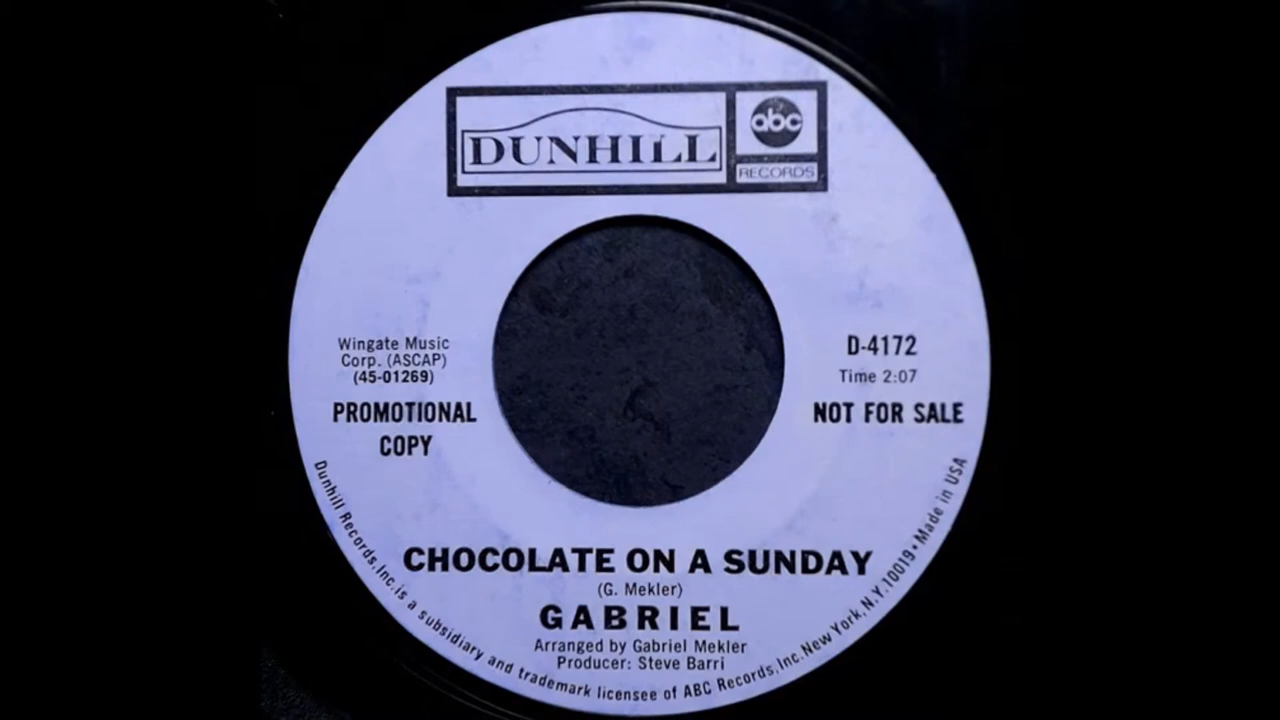 DUNHILL
abc
RECORDS
Wingate Music
Corp. (ASCAP)
(45-01269)
PROMOTIONAL
COPY
D-4172
Time 2:07
NOT FOR SALE
CHOCOLATE ON A SUNDAY
(G. Mekler)
GABRIEL
Arranged by Gabriel Mekler
Producer: Steve Barri
Dunhill Records, Inc. is a subsidiary and trademark licensee of ABC Records, Inc. New York, N.Y. 10019 • Made in USA